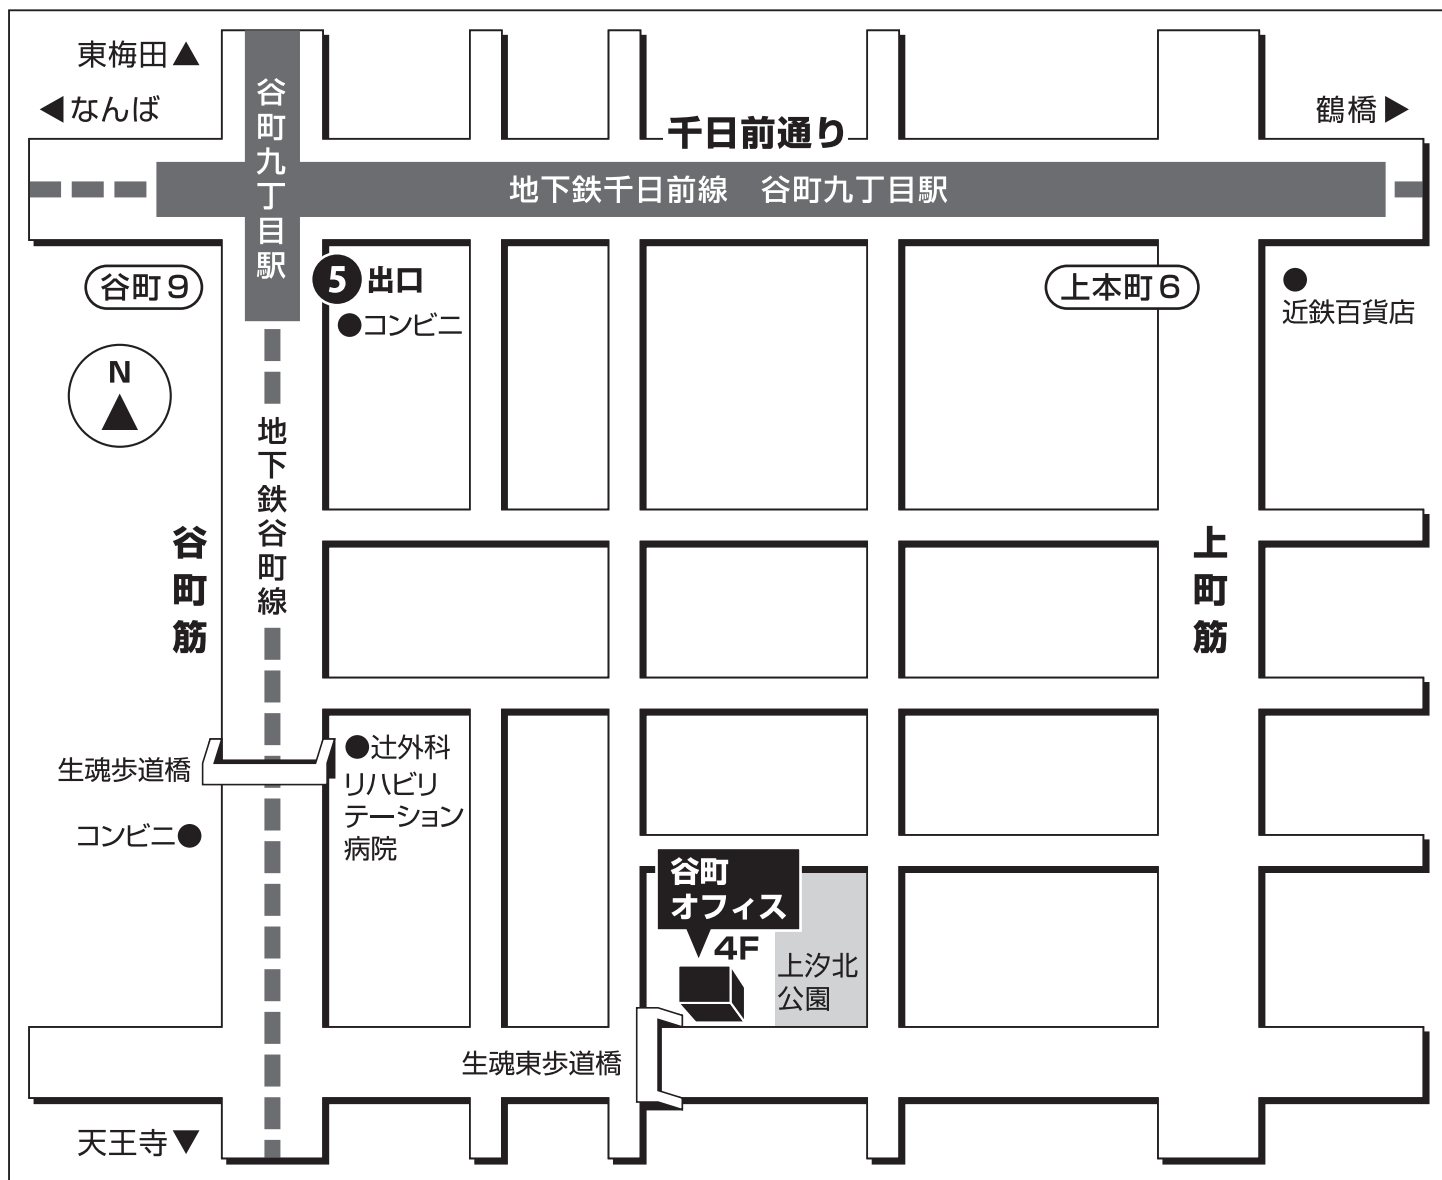 東梅田▲
◀なんば
谷町九丁目駅
千日前通り
鶴橋▶
地下鉄千日前線　谷町九丁目駅
谷町9
5 出口
●コンビニ
上本町6
●
近鉄百貨店
N
地下鉄谷町線
谷町筋
上町筋
生魂歩道橋
●辻外科
リハビリ
テーション
病院
コンビニ●
谷町
オフィス
4F
上汐北
公園
生魂東歩道橋
天王寺▼